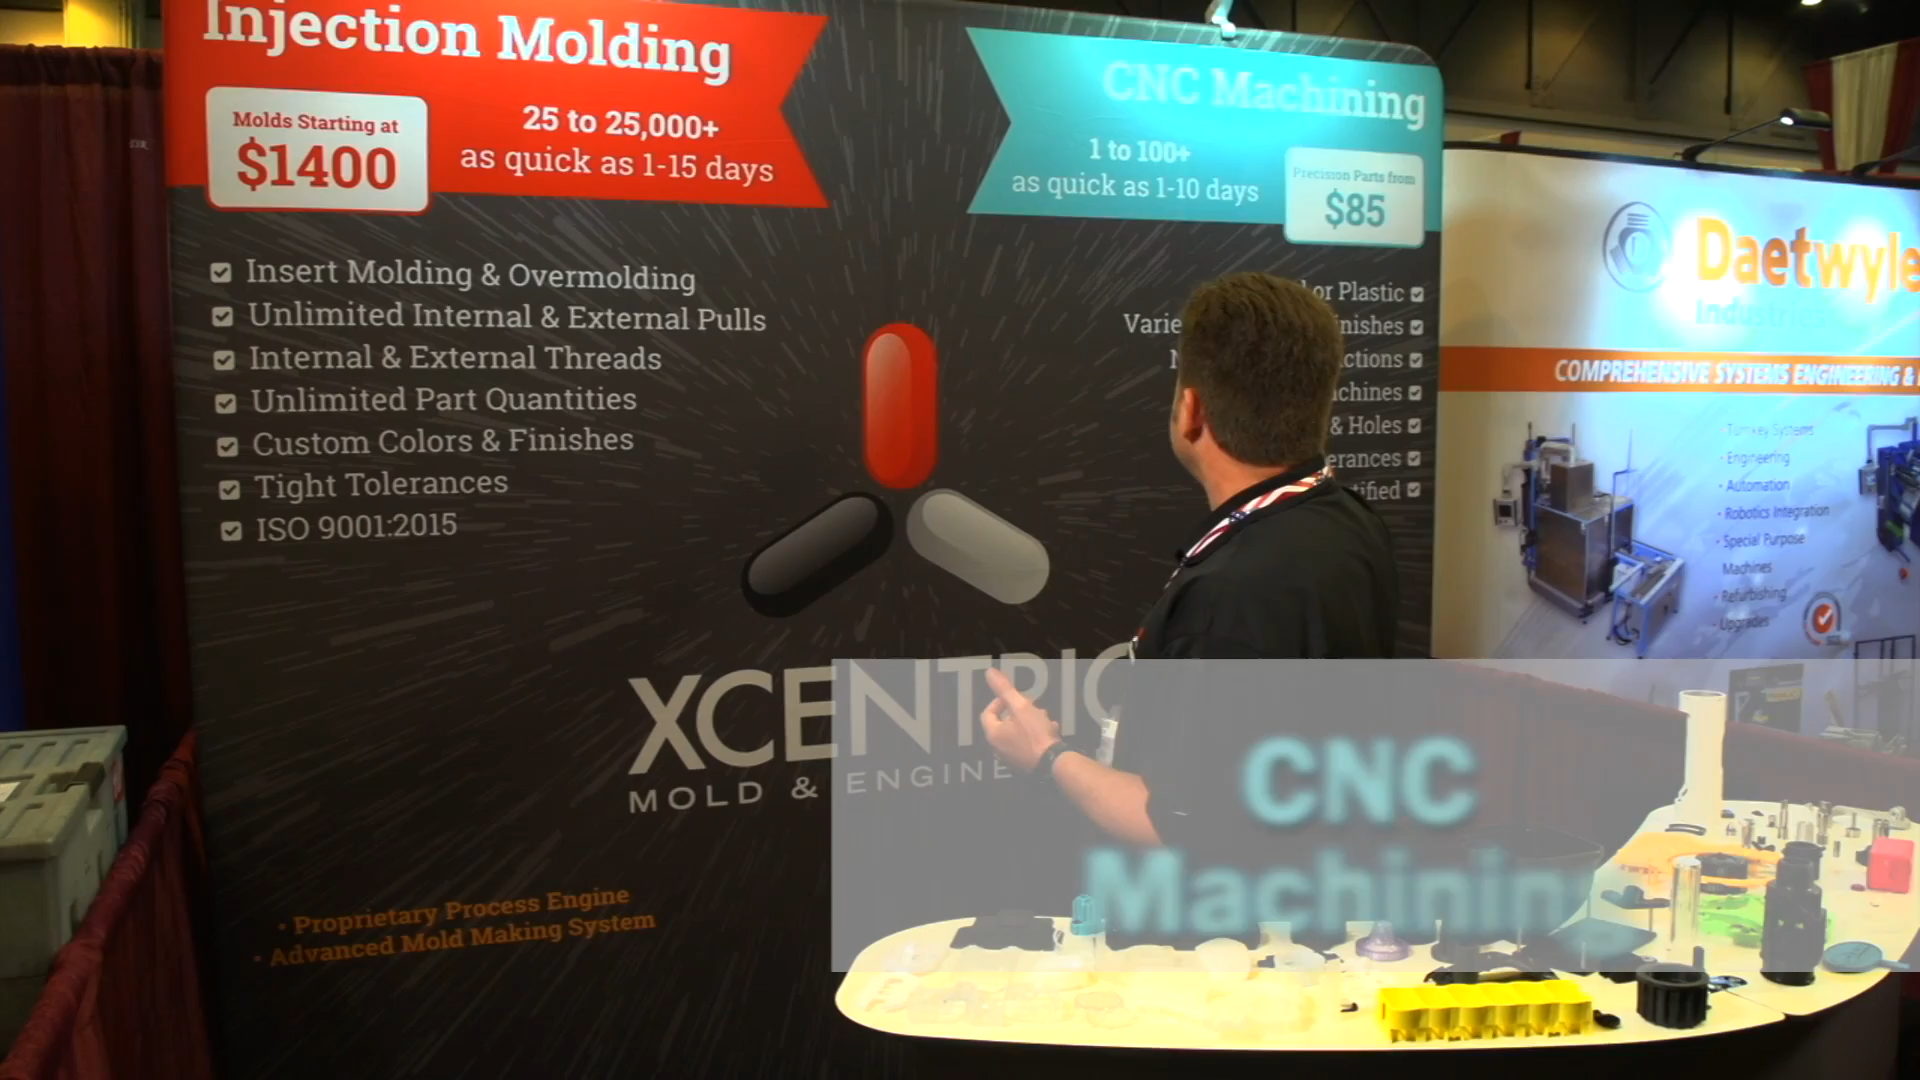 Injection Molding
Molds Starting at
$1400
25 to 25,000+
as quick as 1-15 days
CNC Machining
1 to 100+
as quick as 1-10 days
Precision Parts from
$85
Insert Molding & Overmolding
Unlimited Internal & External Pulls
Internal & External Threads
Unlimited Part Quantities
Custom Colors & Finishes
Tight Tolerances
ISO 9001:2015
or Plastic
& Holes
XCENTRIC
MOLD &
• Proprietary Process Engine
• Advanced Mold Making System
Industries
COMPREHENSIVE SYSTEMS ENGINEERING &
• Turnkey Systems
• Engineering
• Automation
• Robotics Integration
• Special Purpose
Machines
• Refurbishing
• Upgrades
CNC
Machining